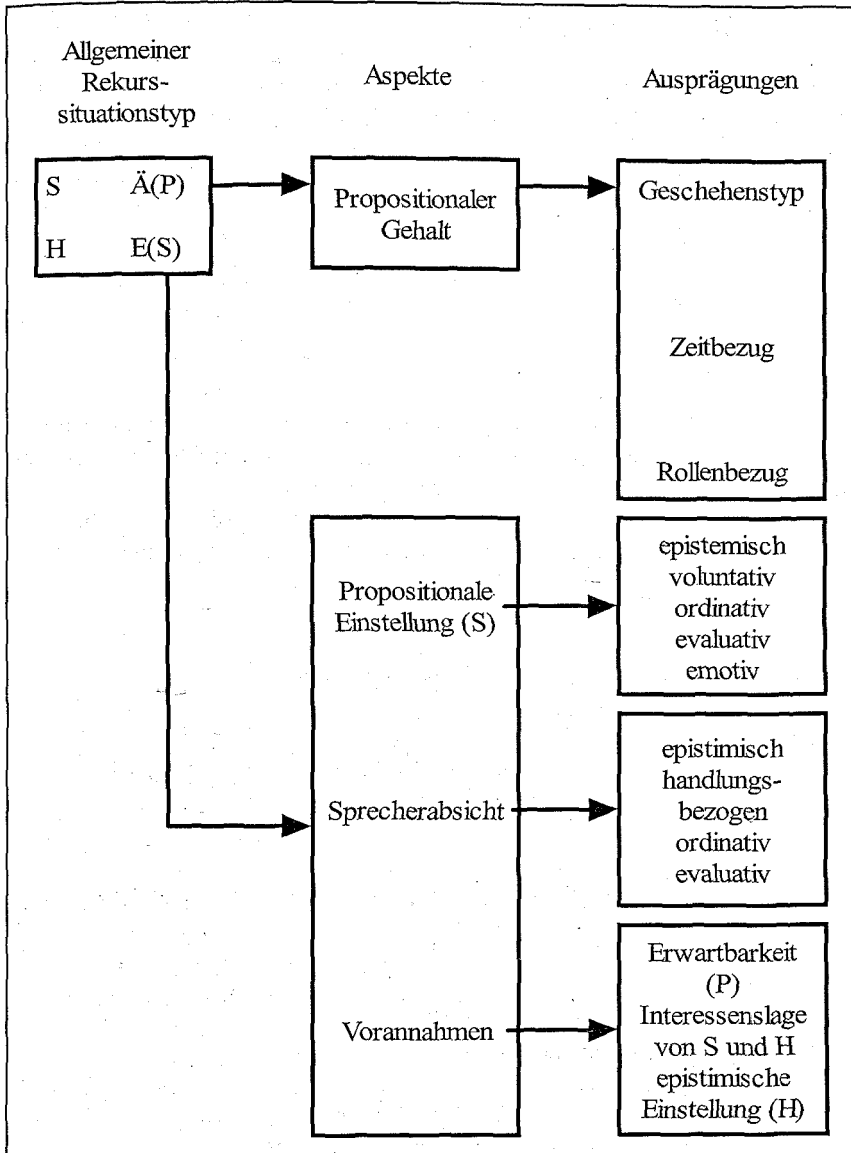 Allgemeiner
Rekurs-
situationstyp
Aspekte
Ausprägungen
S Ä(P)
H E(S)
Propositionaler
Gehalt
Geschehenstyp
Zeitbezug
Rollenbezug
Propositionale
Einstellung (S)
epistemisch
voluntativ
ordinativ
evaluativ
emotiv
Sprecherabsicht
epistimisch
handlungs-
bezogen
ordinativ
evaluativ
Vorannahmen
Erwartbarkeit
(P)
Interessenslage
von S und H
epistimische
Einstellung (H)